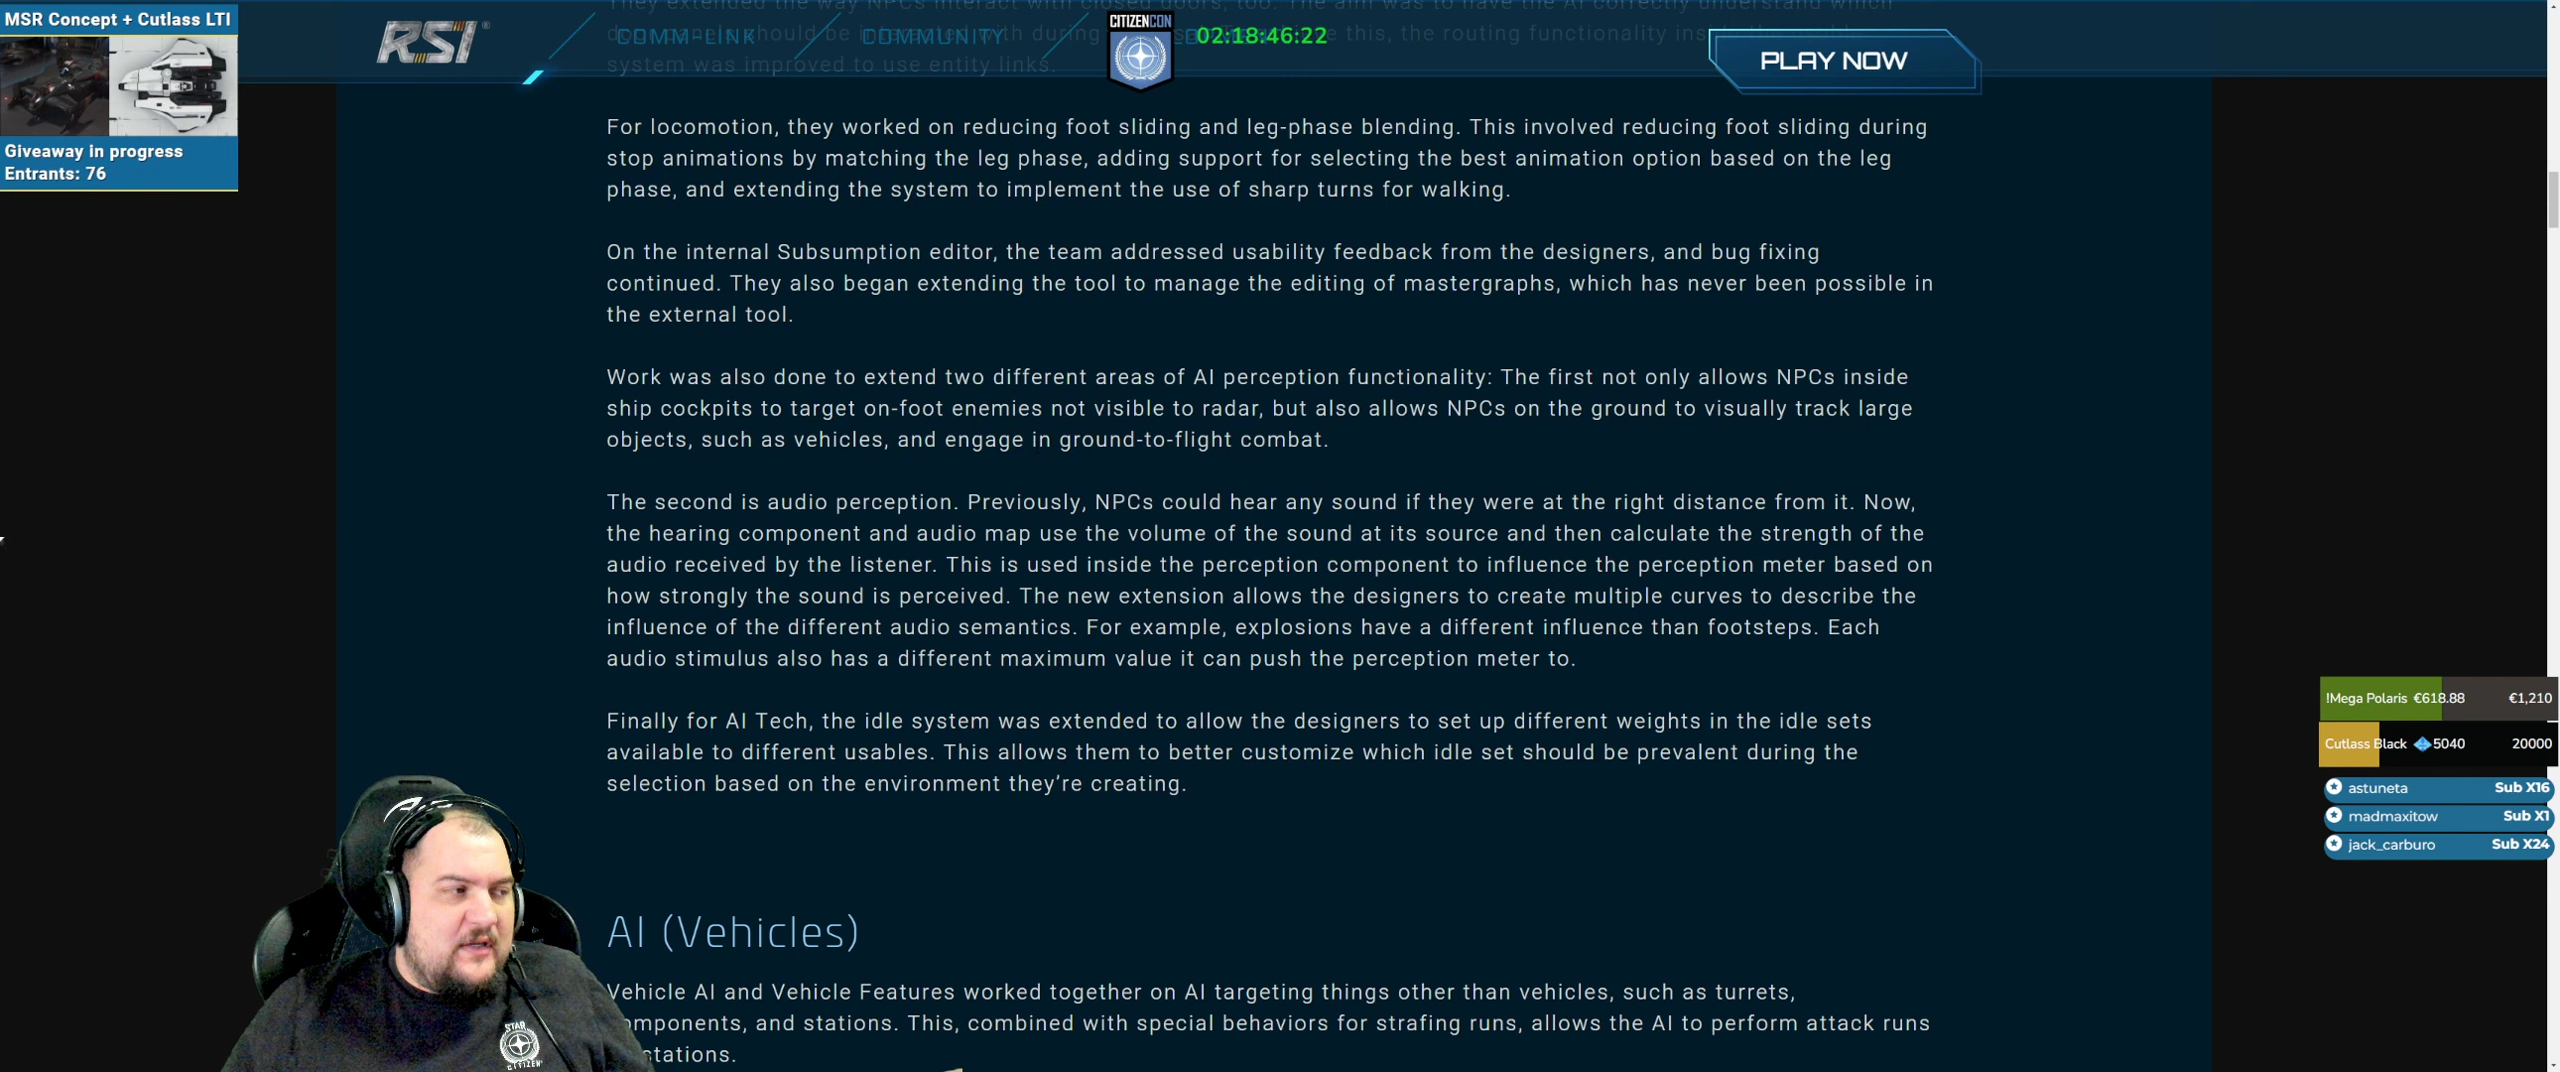 MSR Concept + Cutlass LTI
Giveaway in progress
Entrants: 76
RSI
COMM-LINK
COMMUNITY
CITIZENCON
02:18:46:22
PLAY NOW
system was improved to use entity links.
For locomotion, they worked on reducing foot sliding and leg-phase blending. This involved reducing foot sliding during
stop animations by matching the leg phase, adding support for selecting the best animation option based on the leg
phase, and extending the system to implement the use of sharp turns for walking.
On the internal Subsumption editor, the team addressed usability feedback from the designers, and bug fixing
continued. They also began extending the tool to manage the editing of mastergraphs, which has never been possible in
the external tool.
Work was also done to extend two different areas of AI perception functionality: The first not only allows NPCs inside
ship cockpits to target on-foot enemies not visible to radar, but also allows NPCs on the ground to visually track large
objects, such as vehicles, and engage in ground-to-flight combat.
The second is audio perception. Previously, NPCs could hear any sound if they were at the right distance from it. Now,
the hearing component and audio map use the volume of the sound at its source and then calculate the strength of the
audio received by the listener. This is used inside the perception component to influence the perception meter based on
how strongly the sound is perceived. The new extension allows the designers to create multiple curves to describe the
influence of the different audio semantics. For example, explosions have a different influence than footsteps. Each
audio stimulus also has a different maximum value it can push the perception meter to.
Finally for AI Tech, the idle system was extended to allow the designers to set up different weights in the idle sets
available to different usables. This allows them to better customize which idle set should be prevalent during the
selection based on the environment they're creating.
AI (Vehicles)
Vehicle AI and Vehicle Features worked together on AI targeting things other than vehicles, such as turrets,
omponents, and stations. This, combined with special behaviors for strafing runs, allows the AI to perform attack runs
stations.
!Mega Polaris €618.88 €1,210
Cutlass Black 5040 20000
astuneta Sub X16
madmaxitow Sub X1
jack_carburo Sub X24
STAR
CITIZEN